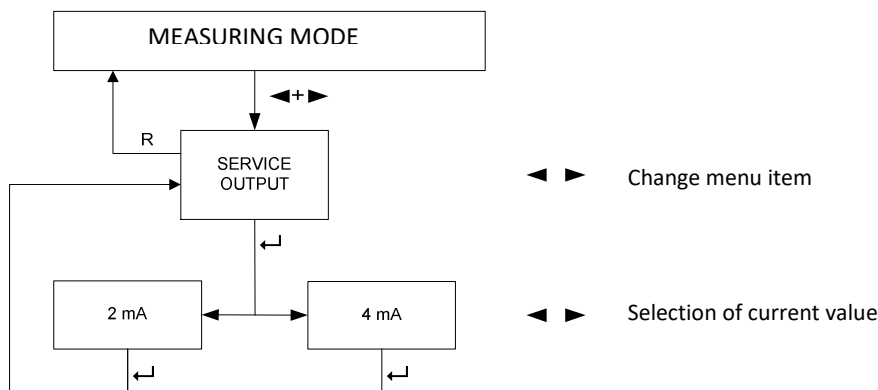 MEASURING MODE
◄+►
R
SERVICE
OUTPUT
◄ ► Change menu item
↵
2 mA
4 mA
◄ ► Selection of current value
↵
↵